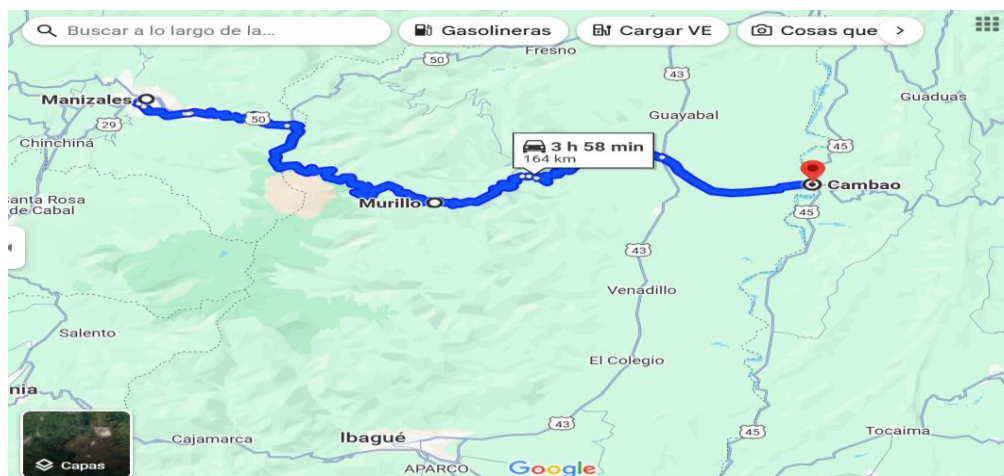 Buscar a lo largo de la...
Gasolineras
Cargar VE
Cosas que
50
Fresno
43
45
Guaduas
Manizales
50
Guayabal
29
Chinchiná
3 h 58 min
164 km
45
Santa Rosa
de Cabal
Murillo
Cambao
45
43
Venadillo
Salento
El Colegio
nia
Capas
Cajamarca
Ibagué
43
45
Tocaima
APARCO
Google